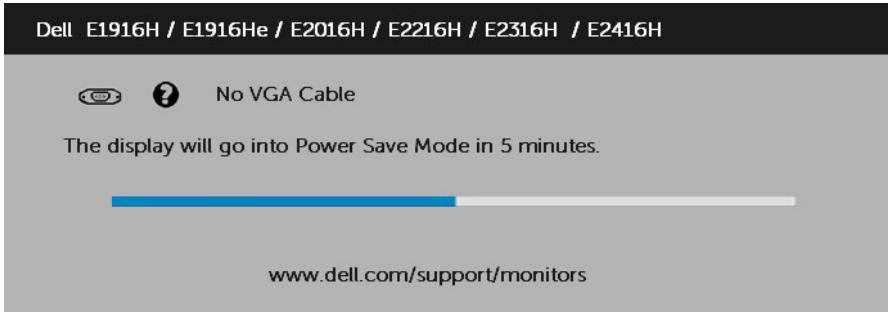 Dell E1916H / E1916He / E2016H / E2216H / E2316H / E2416H
No VGA Cable
The display will go into Power Save Mode in 5 minutes.
www.dell.com/support/monitors